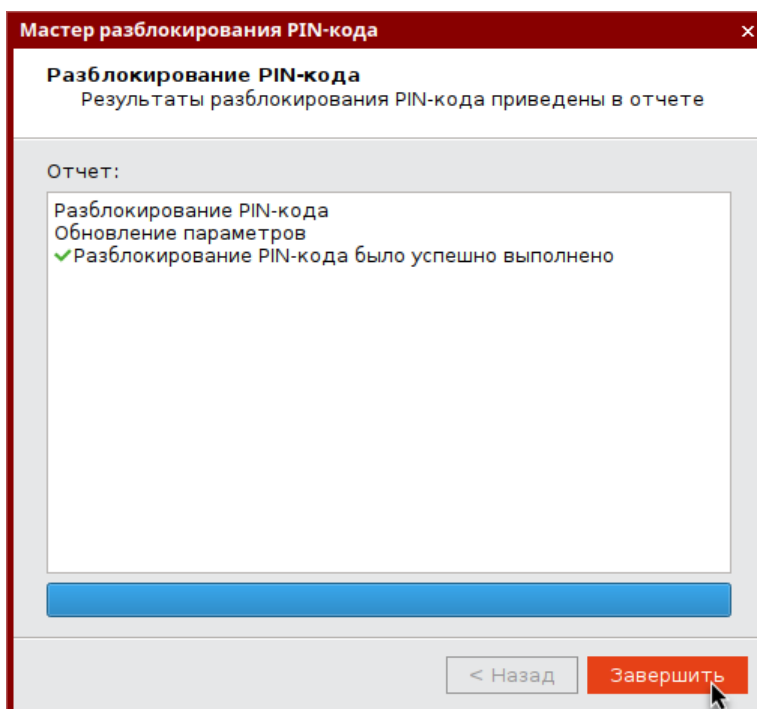 Мастер разблокирования PIN-кода ×
Разблокирование PIN-кода
Результаты разблокирования PIN-кода приведены в отчете
Отчет:
Разблокирование PIN-кода
Обновление параметров
✓Разблокирование PIN-кода было успешно выполнено
< Назад Завершить